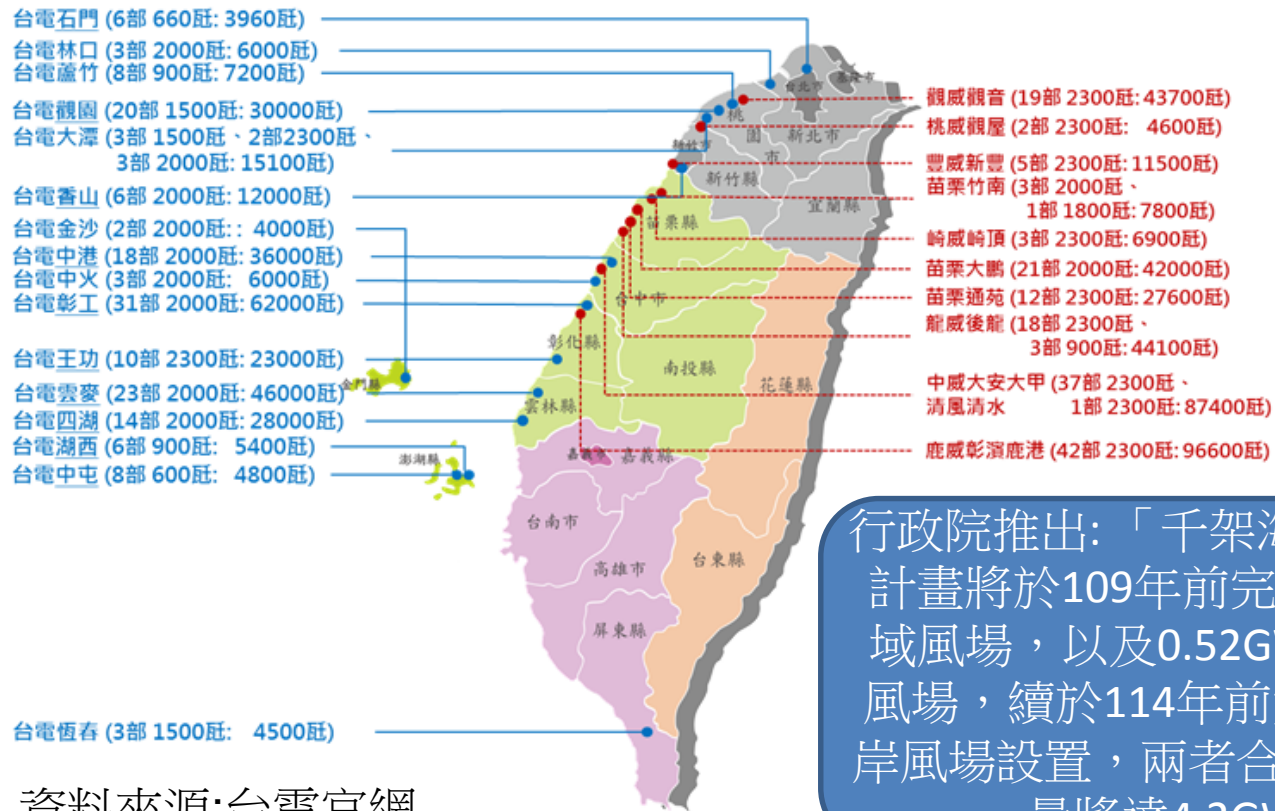 台電石門 (6部 660瓩: 3960瓩)
台電林口 (3部 2000瓩: 6000瓩)
台電蘆竹 (8部 900瓩: 7200瓩)
台電觀園 (20部 1500瓩: 30000瓩)
台電大潭 (3部 1500瓩、2部2300瓩、
3部 2000瓩: 15100瓩)
台電香山 (6部 2000瓩: 12000瓩)
台電金沙 (2部 2000瓩: : 4000瓩)
台電中港 (18部 2000瓩: 36000瓩)
台電中火 (3部 2000瓩: 6000瓩)
台電彰工 (31部 2000瓩: 62000瓩)
台電王功 (10部 2300瓩: 23000瓩)
台電雲麥 (23部 2000瓩: 46000瓩)
台電四湖 (14部 2000瓩: 28000瓩)
台電湖西 (6部 900瓩: 5400瓩)
台電中屯 (8部 600瓩: 4800瓩)
台電恆春 (3部 1500瓩: 4500瓩)
資料來源:台電官網
台北市
基隆市
桃
園
市
新北市
新竹市
新竹縣
宜蘭縣
苗栗縣
台中市
彰化縣
南投縣
花蓮縣
金門縣
雲林縣
澎湖縣
嘉義市
嘉義縣
台南市
高雄市
台東縣
屏東縣
觀威觀音 (19部 2300瓩: 43700瓩)
桃威觀屋 (2部 2300瓩: 4600瓩)
豐威新豐 (5部 2300瓩: 11500瓩)
苗栗竹南 (3部 2000瓩、
1部 1800瓩: 7800瓩)
崎威崎頂 (3部 2300瓩: 6900瓩)
苗栗大鵬 (21部 2000瓩: 42000瓩)
苗栗通苑 (12部 2300瓩: 27600瓩)
龍威後龍 (18部 2300瓩、
3部 900瓩: 44100瓩)
中威大安大甲 (37部 2300瓩、
清風清水 1部 2300瓩: 87400瓩)
鹿威彰濱鹿港 (42部 2300瓩: 96600瓩)
行政院推出: 「千架海
計畫將於109年前完
域風場，以及0.52G
風場，續於114年前
岸風場設置，兩者合
量將達4.2G